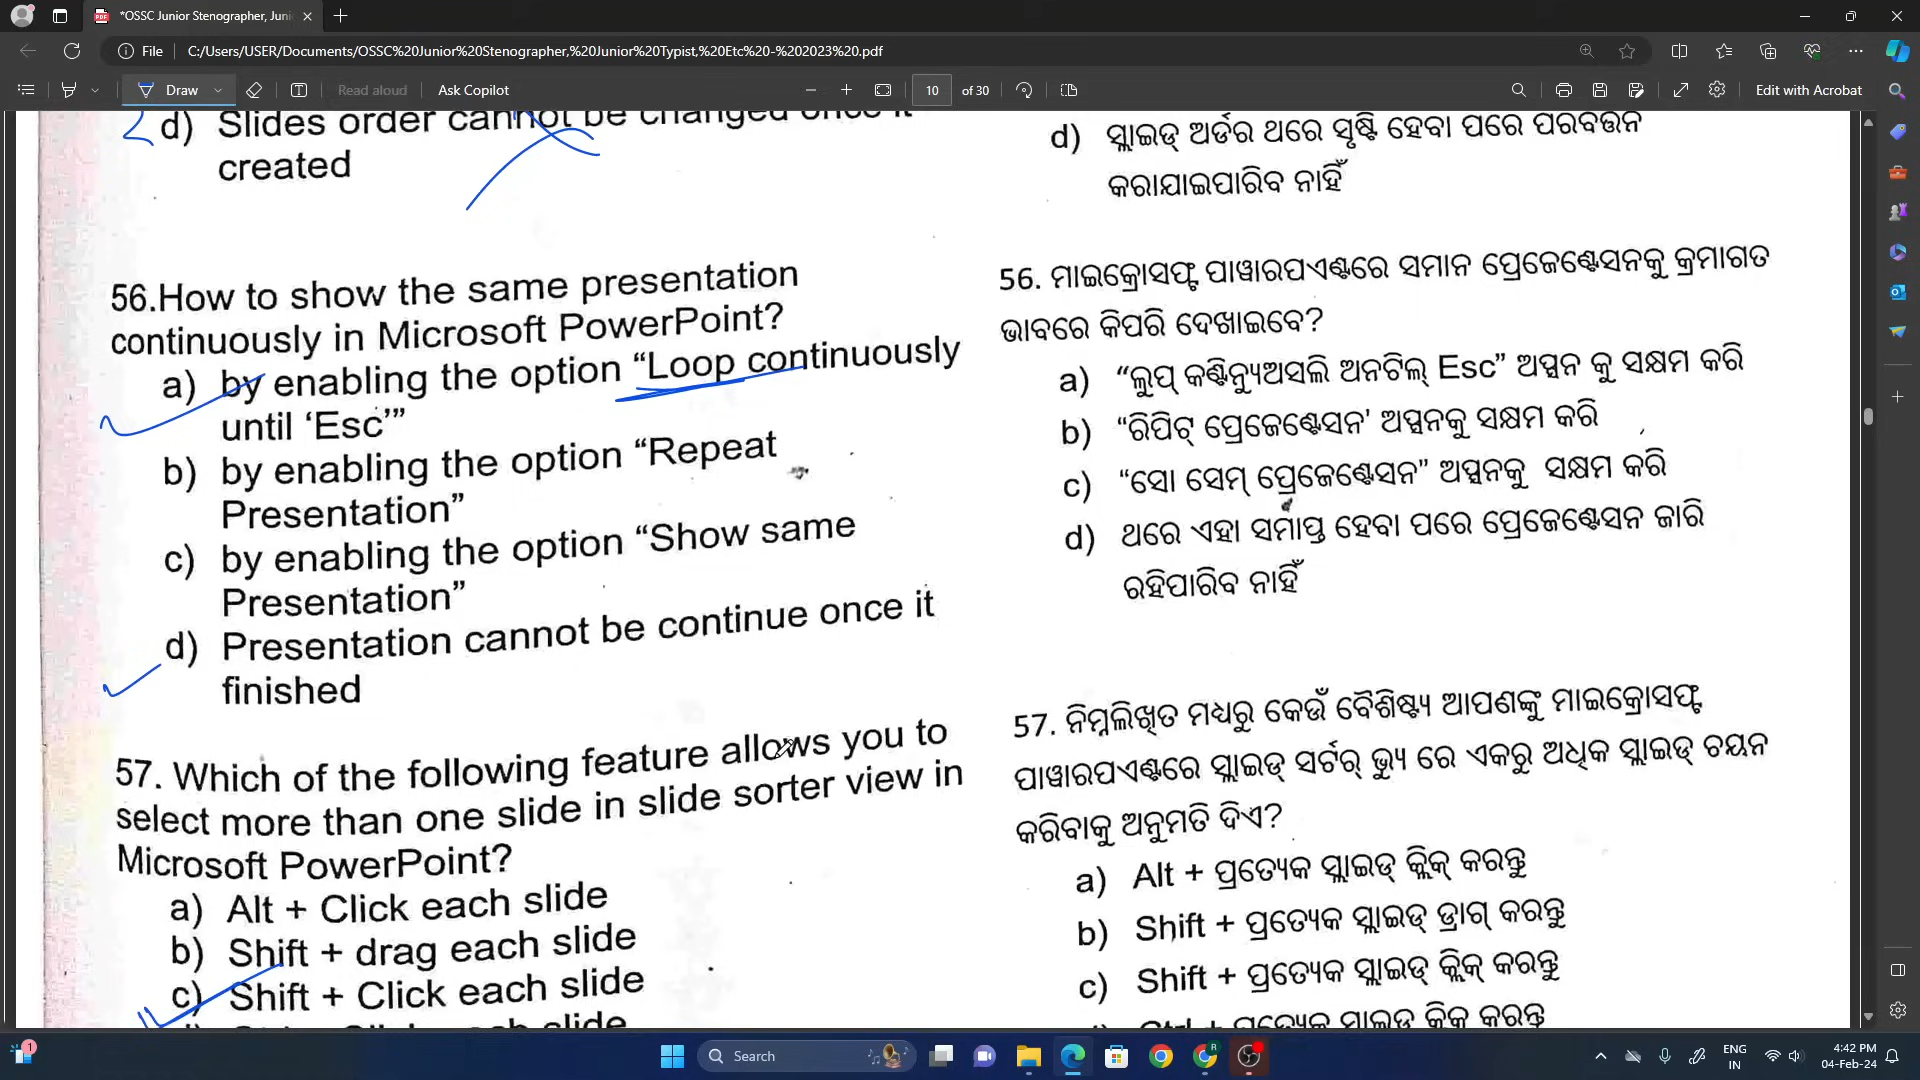 *OSSC Junior Stenographer, Juni
File
C:/Users/USER/Documents/OSSC%20Junior%20Stenographer,%20Junior%20Typist,%20Etc%20-%202023%20.pdf
Draw
Read aloud
Ask Copilot
10 of 30
Edit with Acrobat
d) Slides order cannot be changed once it
created
56.How to show the same presentation
continuously in Microsoft PowerPoint?
a) by enabling the option “Loop continuously
until ‘Esc’”
b) by enabling the option “Repeat
Presentation”
c) by enabling the option “Show same
Presentation”
d) Presentation cannot be continue once it
finished
57. Which of the following feature allows you to
select more than one slide in slide sorter view in
Microsoft PowerPoint?
a) Alt + Click each slide
b) Shift + drag each slide
c) Shift + Click each slide
d) ସ୍ଲାଇଡ୍ ଅର୍ଡର ଥରେ ସୃଷ୍ଟି ହେବା ପରେ ପରିବର୍ତ୍ତନ
କରାଯାଇପାରିବ ନାହିଁ
56. ମାଇକ୍ରୋସଫ୍ଟ ପାୱାରପଏଣ୍ଟରେ ସମାନ ପ୍ରେଜେଣ୍ଟେସନକୁ କ୍ରମାଗତ
ଭାବରେ କିପରି ଦେଖାଇବେ?
a) “ଲୁପ୍ କଣ୍ଟିନ୍ୟୁଅସଲି ଅନଟିଲ୍ Esc” ଅପ୍ସନ କୁ ସକ୍ଷମ କରି
b) “ରିପିଟ୍ ପ୍ରେଜେଣ୍ଟେସନ’ ଅପ୍ସନକୁ ସକ୍ଷମ କରି
c) “ସୋ ସେମ୍ ପ୍ରେଜେଣ୍ଟେସନ” ଅପ୍ସନକୁ ସକ୍ଷମ କରି
d) ଥରେ ଏହା ସମାପ୍ତ ହେବା ପରେ ପ୍ରେଜେଣ୍ଟେସନ ଜାରି
ରହିପାରିବ ନାହିଁ
57. ନିମ୍ନଲିଖିତ ମଧ୍ୟରୁ କେଉଁ ବୈଶିଷ୍ଟ୍ୟ ଆପଣଙ୍କୁ ମାଇକ୍ରୋସଫ୍ଟ
ପାୱାରପଏଣ୍ଟରେ ସ୍ଲାଇଡ୍ ସର୍ଟର୍ ଭ୍ୟୁ ରେ ଏକରୁ ଅଧିକ ସ୍ଲାଇଡ୍ ଚୟନ
କରିବାକୁ ଅନୁମତି ଦିଏ?
a) Alt + ପ୍ରତ୍ୟେକ ସ୍ଲାଇଡ୍ କ୍ଲିକ୍ କରନ୍ତୁ
b) Shift + ପ୍ରତ୍ୟେକ ସ୍ଲାଇଡ୍ ଡ୍ରାଗ୍ କରନ୍ତୁ
c) Shift + ପ୍ରତ୍ୟେକ ସ୍ଲାଇଡ୍ କ୍ଲିକ୍ କରନ୍ତୁ
Search
ENG
IN
4:42 PM
04-Feb-24